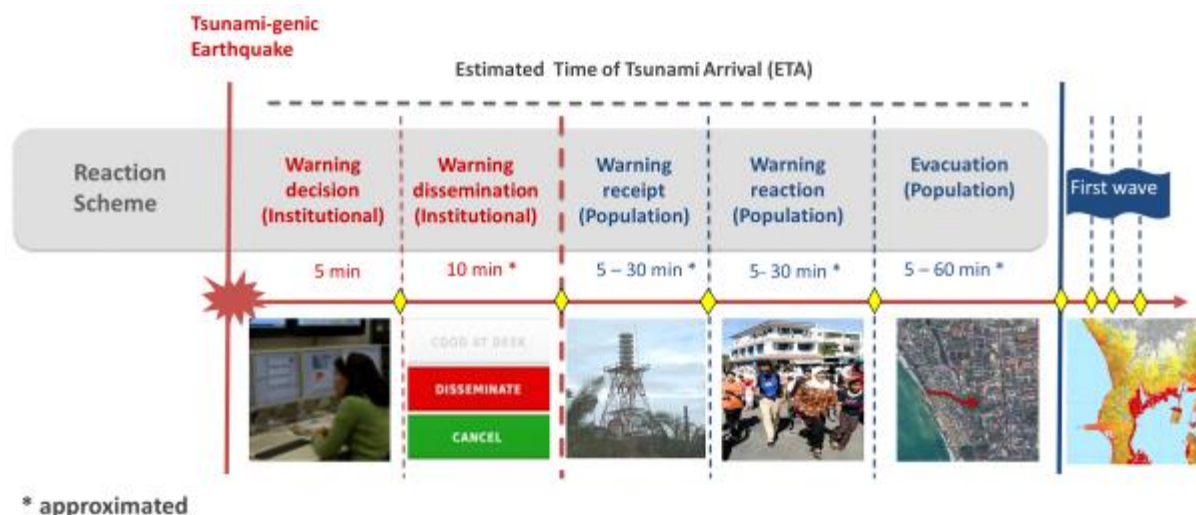 Tsunami-genic
Earthquake
Estimated Time of Tsunami Arrival (ETA)
Reaction
Scheme
Warning
decision
(Institutional)
Warning
dissemination
(Institutional)
Warning
receipt
(Population)
Warning
reaction
(Population)
Evacuation
(Population)
First wave
5 min
10 min *
5 – 30 min *
5- 30 min *
5 – 60 min *
DISSEMINATE
CANCEL
* approximated